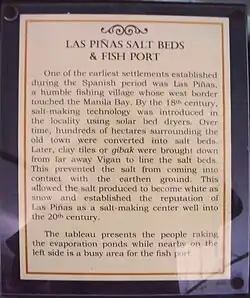 LAS PIÑAS SALT BEDS
& FISH PORT
One of the earliest settlements established
during the Spanish period was Las Piñas,
a humble fishing village whose west border
touched the Manila Bay. By the 18th century,
salt-making technology was introduced in
the locality using solar bed dryers. Over
time, hundreds of hectares surrounding the
old town were converted into salt beds.
Later, clay tiles or gibuk were brought down
from far away Vigan to line the salt beds.
This prevented the salt from coming into
contact with the earthen ground. This
allowed the salt produced to become white as
snow and established the reputation of
Las Piñas as a salt-making center well into
the 20th century.
The tableau presents the people raking
the evaporation ponds while nearby on the
left side is a busy area for the fish port